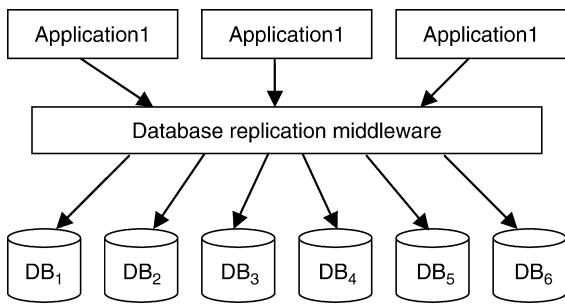 Application1 Application1 Application1
Database replication middleware
DB₁ DB₂ DB₃ DB₄ DB₅ DB₆